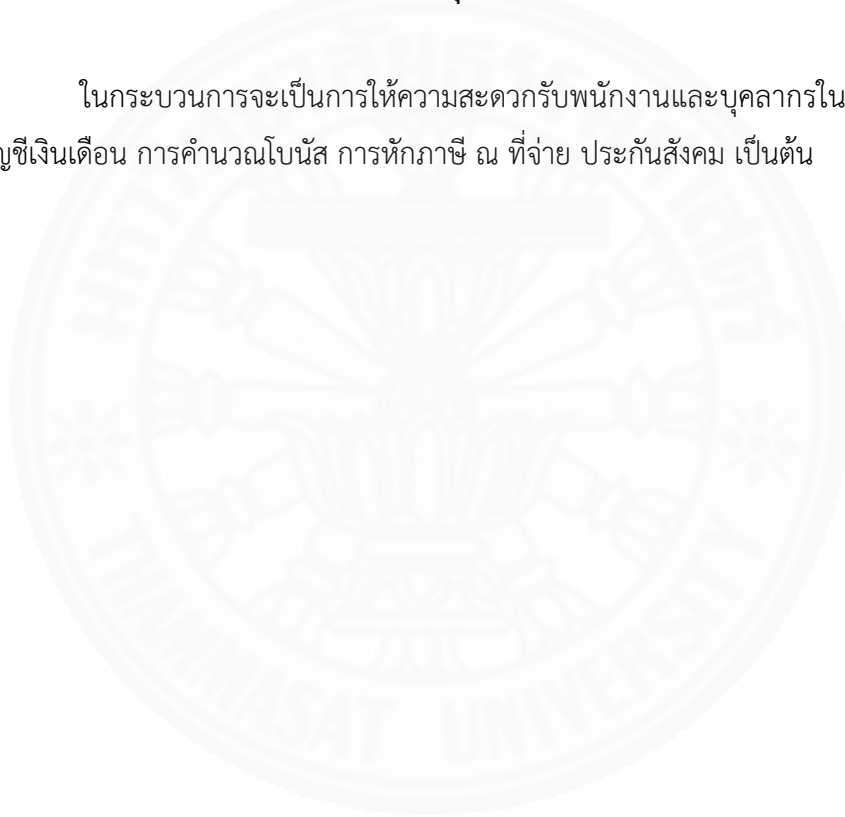 ในกระบวนการจะเป็นการให้ความสะดวกรับพนักงานและบุคลากรใน
ญชีเงินเดือน การคำนวณโบนัส การหักภาษี ณ ที่จ่าย ประกันสังคม เป็นต้น
THAMMASAT UNIVERSITY